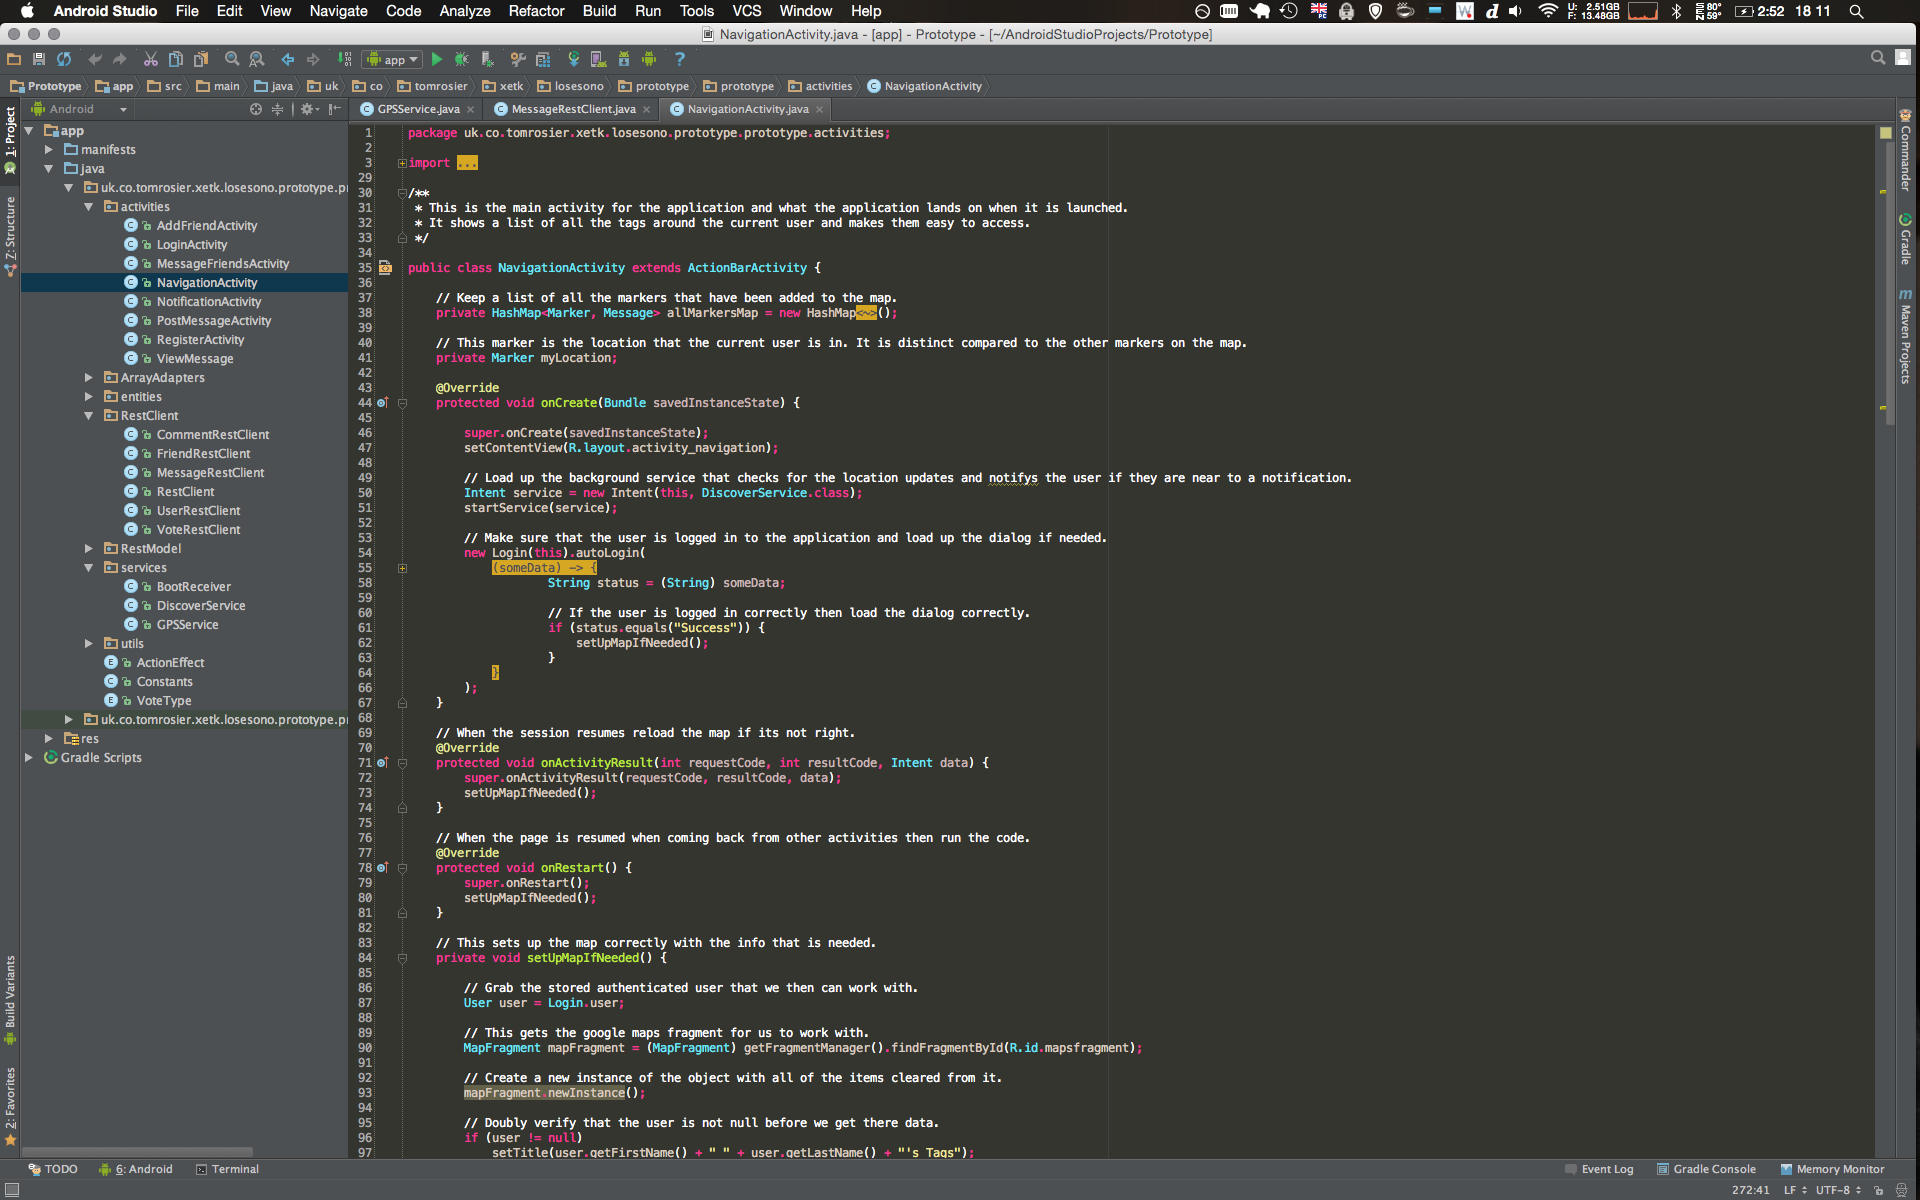 Android Studio File Edit View Navigate Code Analyze Refactor Build Run Tools VCS Window Help
U: 2.51GB
F: 13.48GB
80°
59°
2:52 18 11
NavigationActivity.java - [app] - Prototype - [~/AndroidStudioProjects/Prototype]
app
Prototype app src main java uk co tomrosier xetk losesono prototype prototype activities NavigationActivity
Android
GPSService.java MessageRestClient.java NavigationActivity.java
1: Project
Z: Structure
Build Variants
2: Favorites
app
manifests
java
uk.co.tomrosier.xetk.losesono.prototype.pr
activities
AddFriendActivity
LoginActivity
MessageFriendsActivity
NavigationActivity
NotificationActivity
PostMessageActivity
RegisterActivity
ViewMessage
ArrayAdapters
entities
RestClient
CommentRestClient
FriendRestClient
MessageRestClient
RestClient
UserRestClient
VoteRestClient
RestModel
services
BootReceiver
DiscoverService
GPSService
utils
ActionEffect
Constants
VoteType
uk.co.tomrosier.xetk.losesono.prototype.pr
res
Gradle Scripts
1 package uk.co.tomrosier.xetk.losesono.prototype.prototype.activities;
2
3 import ...
29
30 /**
31 * This is the main activity for the application and what the application lands on when it is launched.
32 * It shows a list of all the tags around the current user and makes them easy to access.
33 */
34
35 public class NavigationActivity extends ActionBarActivity {
36
37 // Keep a list of all the markers that have been added to the map.
38 private HashMap<Marker, Message> allMarkersMap = new HashMap<~>();
39
40 // This marker is the location that the current user is in. It is distinct compared to the other markers on the map.
41 private Marker myLocation;
42
43 @Override
44 protected void onCreate(Bundle savedInstanceState) {
45
46 super.onCreate(savedInstanceState);
47 setContentView(R.layout.activity_navigation);
48
49 // Load up the background service that checks for the location updates and notifys the user if they are near to a notification.
50 Intent service = new Intent(this, DiscoverService.class);
51 startService(service);
52
53 // Make sure that the user is logged in to the application and load up the dialog if needed.
54 new Login(this).autoLogin(
55 (someData) -> {
58 String status = (String) someData;
59
60 // If the user is logged in correctly then load the dialog correctly.
61 if (status.equals("Success")) {
62 setUpMapIfNeeded();
63 }
64 }
66 );
67 }
68
69 // When the session resumes reload the map if its not right.
70 @Override
71 protected void onActivityResult(int requestCode, int resultCode, Intent data) {
72 super.onActivityResult(requestCode, resultCode, data);
73 setUpMapIfNeeded();
74 }
75
76 // When the page is resumed when coming back from other activities then run the code.
77 @Override
78 protected void onRestart() {
79 super.onRestart();
80 setUpMapIfNeeded();
81 }
82
83 // This sets up the map correctly with the info that is needed.
84 private void setUpMapIfNeeded() {
85
86 // Grab the stored authenticated user that we then can work with.
87 User user = Login.user;
88
89 // This gets the google maps fragment for us to work with.
90 MapFragment mapFragment = (MapFragment) getFragmentManager().findFragmentById(R.id.mapsfragment);
91
92 // Create a new instance of the object with all of the items cleared from it.
93 mapFragment.newInstance();
94
95 // Doubly verify that the user is not null before we get there data.
96 if (user != null)
97 setTitle(user.getFirstName() + " " + user.getLastName() + "'s Tags");
Commander
Gradle
Maven Projects
TODO 6: Android Terminal Event Log Gradle Console Memory Monitor
272:41 LF UTF-8